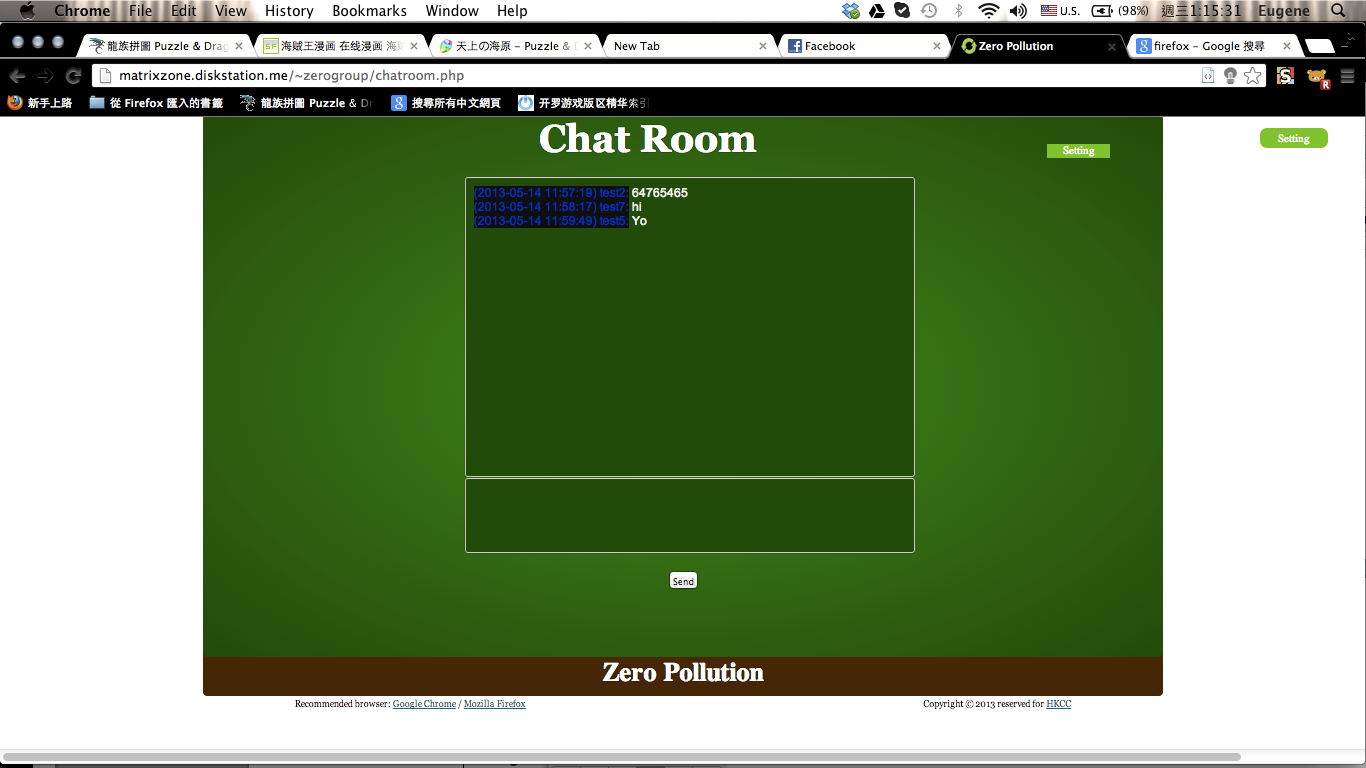 Chrome File Edit View History Bookmarks Window Help U.S. (98%) 週三1:15:31 Eugene
龍族拼圖 Puzzle & Drag
海贼王漫画 在线漫画
天上の海原 – Puzzle & D
New Tab
Facebook
Zero Pollution
firefox – Google 搜尋
matrixzone.diskstation.me/~zerogroup/chatroom.php
新手上路 從 Firefox 匯入的書籤 龍族拼圖 Puzzle & Dr 搜尋所有中文網頁 开罗游戏版区精华索引
Chat Room
Setting
Setting
(2013-05-14 11:57:19) test2: 64765465
(2013-05-14 11:58:17) test7: hi
(2013-05-14 11:59:49) test5: Yo
Send
Zero Pollution
Recommended browser: Google Chrome / Mozilla Firefox
Copyright © 2013 reserved for HKCC